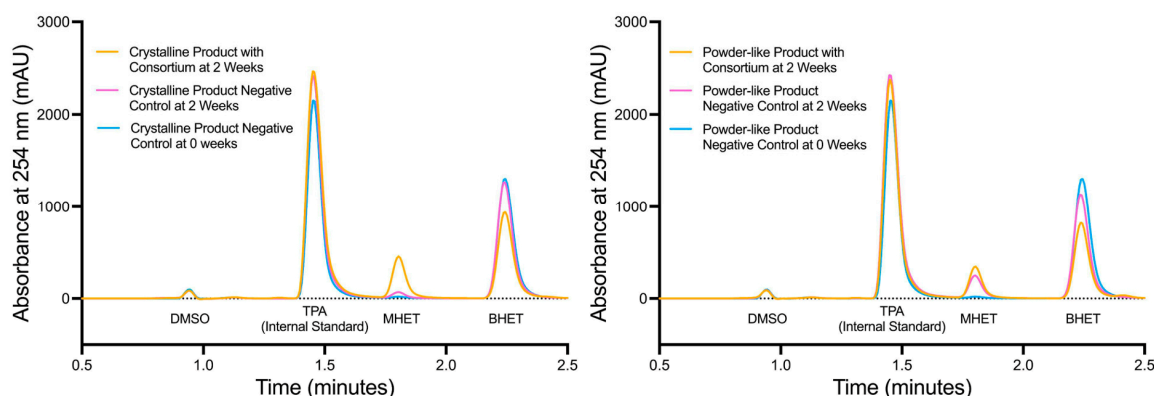 3000
2000
1000
0
Absorbance at 254 nm (mAU)
Crystalline Product with
Consortium at 2 Weeks
Crystalline Product Negative
Control at 2 Weeks
Crystalline Product Negative
Control at 0 weeks
DMSO
TPA
(Internal Standard)
MHET
BHET
0.5
1.0
1.5
2.0
2.5
Time (minutes)
3000
2000
1000
0
Absorbance at 254 nm (mAU)
Powder-like Product with
Consortium at 2 Weeks
Powder-like Product
Negative Control at 2 Weeks
Powder-like Product
Negative Control at 0 Weeks
DMSO
TPA
(Internal Standard)
MHET
BHET
0.5
1.0
1.5
2.0
2.5
Time (minutes)